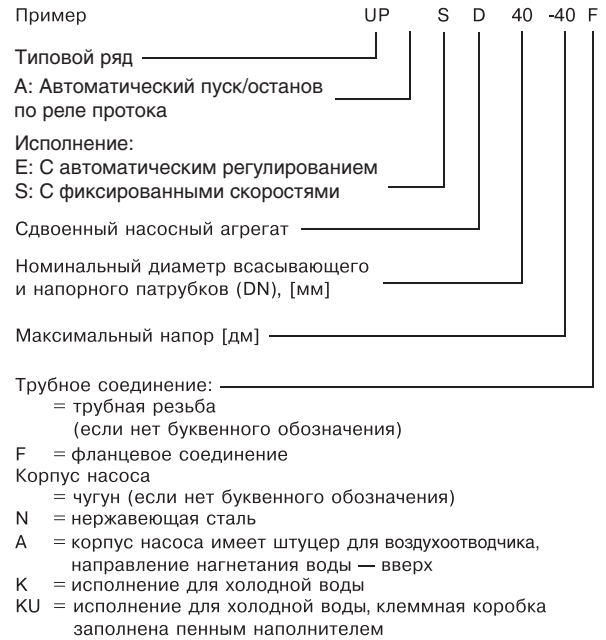 Пример UP S D 40 -40 F
Типовой ряд
A: Автоматический пуск/останов
по реле протока
Исполнение:
E: С автоматическим регулированием
S: С фиксированными скоростями
Сдвоенный насосный агрегат
Номинальный диаметр всасывающего
и напорного патрубков (DN), [мм]
Максимальный напор [дм]
Трубное соединение:
= трубная резьба
(если нет буквенного обозначения)
F = фланцевое соединение
Корпус насоса
= чугун (если нет буквенного обозначения)
N = нержавеющая сталь
A = корпус насоса имеет штуцер для воздухоотводчика,
направление нагнетания воды — вверх
K = исполнение для холодной воды
KU = исполнение для холодной воды, клеммная коробка
заполнена пенным наполнителем